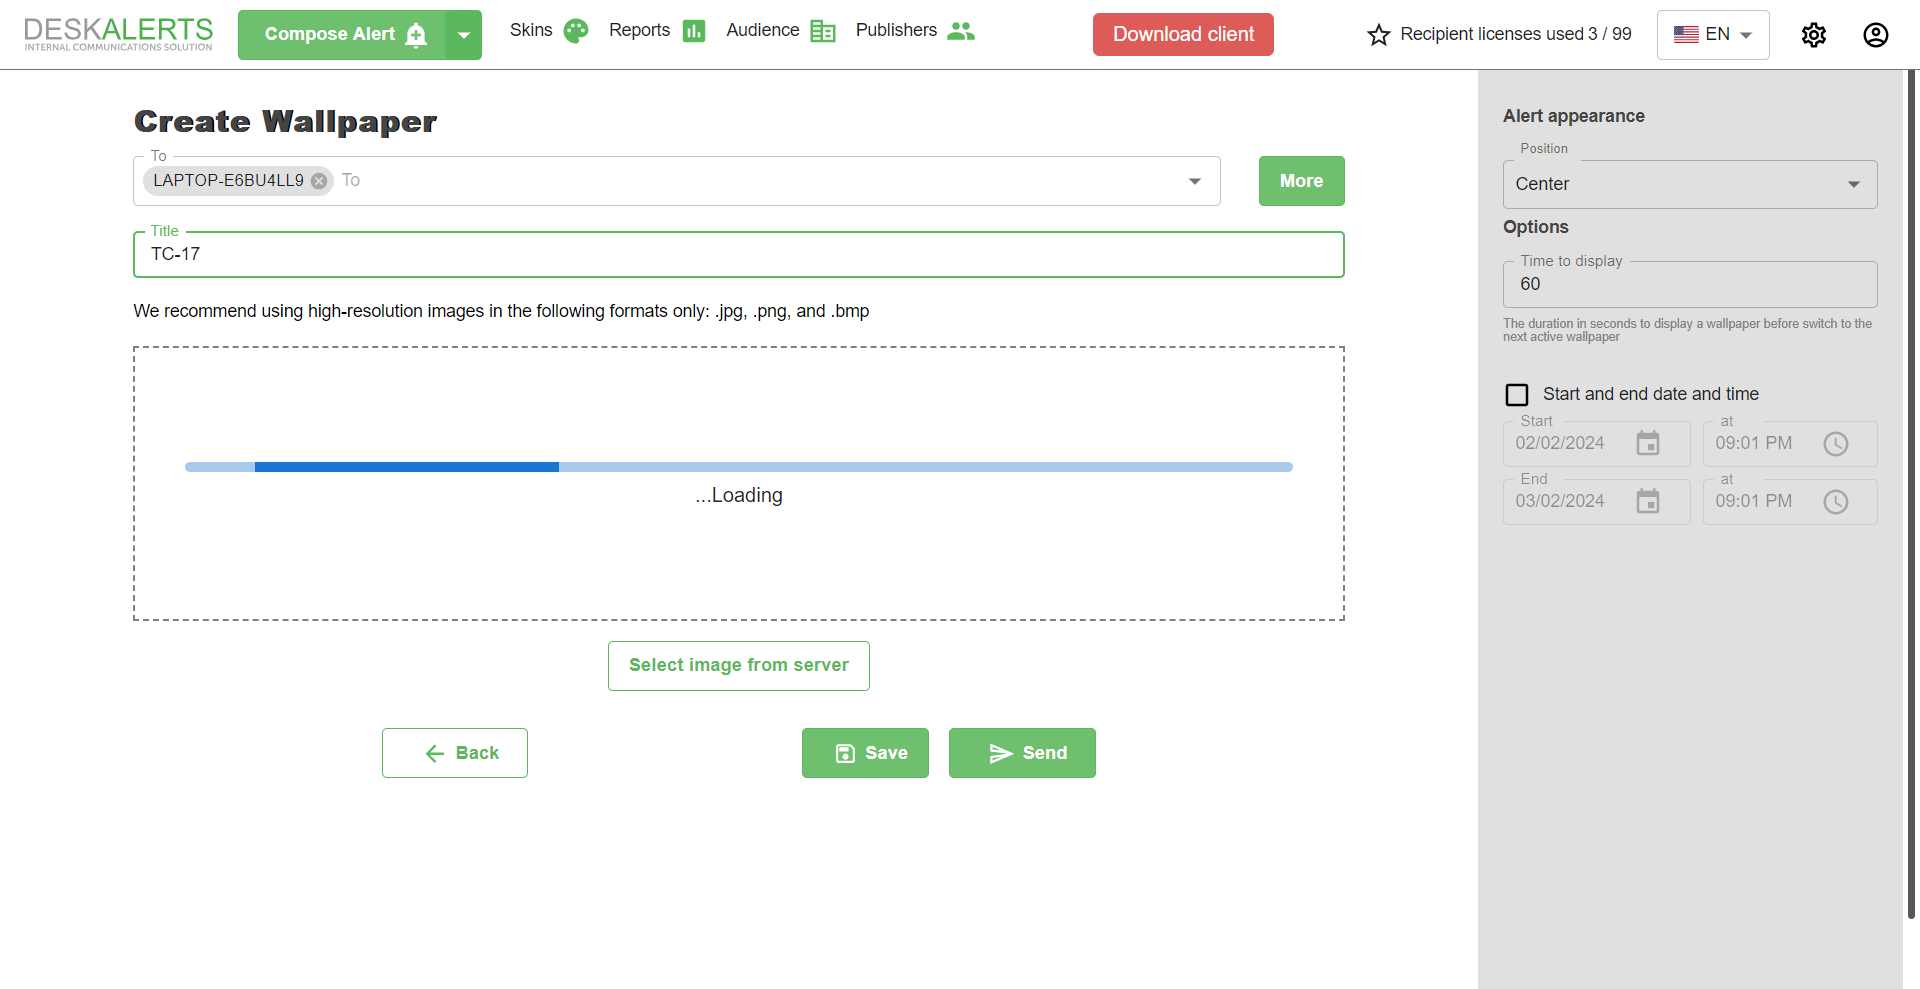 DESKALERTS
INTERNAL COMMUNICATIONS SOLUTION
Compose Alert
Skins
Reports
Audience
Publishers
Download client
Recipient licenses used 3 / 99
EN
Create Wallpaper
To
LAPTOP-E6BU4LL9
To
More
Title
TC-17
We recommend using high-resolution images in the following formats only: .jpg, .png, and .bmp
...Loading
Select image from server
Back
Save
Send
Alert appearance
Position
Center
Options
Time to display
60
The duration in seconds to display a wallpaper before switch to the
next active wallpaper
Start and end date and time
Start
02/02/2024
at
09:01 PM
End
03/02/2024
at
09:01 PM